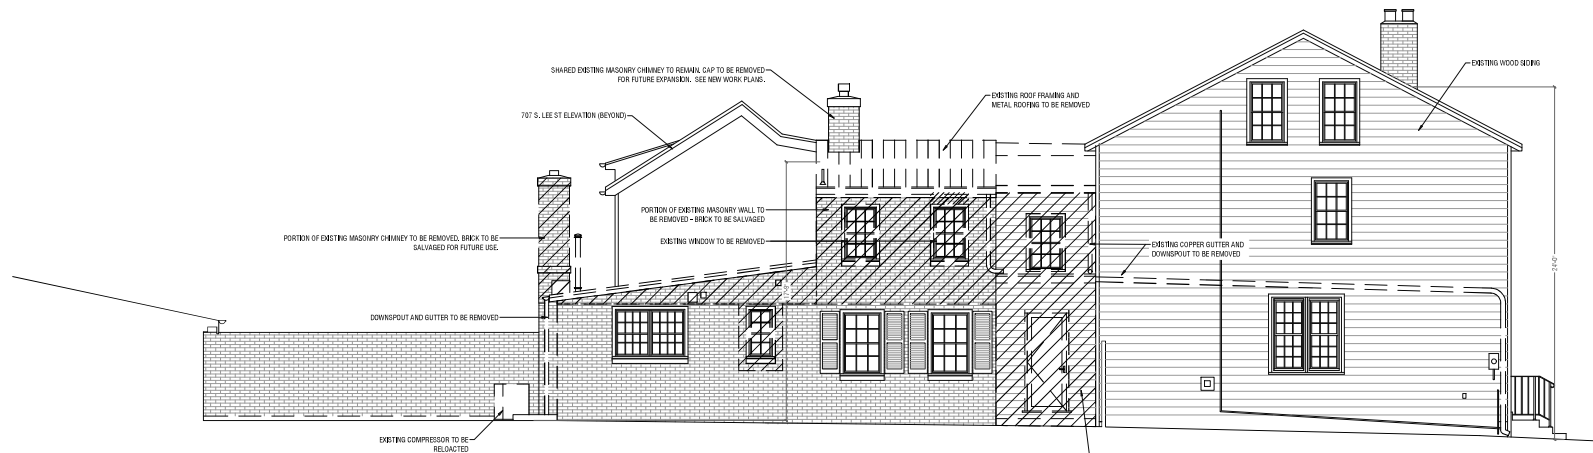 SHARED EXISTING MASONRY CHIMNEY TO REMAIN. CAP TO BE REMOVED
FOR FUTURE EXPANSION. SEE NEW WORK PLANS.
EXISTING WOOD SIDING
EXISTING ROOF FRAMING AND
METAL ROOFING TO BE REMOVED
707 S. LEE ST ELEVATION (BEYOND)
PORTION OF EXISTING MASONRY WALL TO
BE REMOVED - BRICK TO BE SALVAGED
PORTION OF EXISTING MASONRY CHIMNEY TO BE REMOVED. BRICK TO BE
SALVAGED FOR FUTURE USE.
EXISTING WINDOW TO BE REMOVED
EXISTING COPPER GUTTER AND
DOWNSPOUT TO BE REMOVED
24'-0"
DOWNSPOUT AND GUTTER TO BE REMOVED
EXISTING COMPRESSOR TO BE
RELOACTED